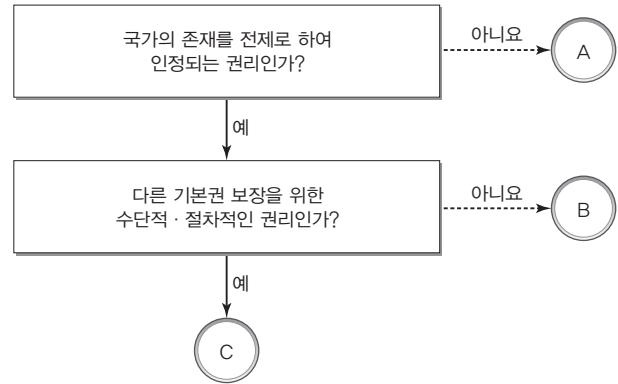 국가의 존재를 전제로 하여
인정되는 권리인가?
아니요
A
예
다른 기본권 보장을 위한
수단적 · 절차적인 권리인가?
아니요
B
예
C